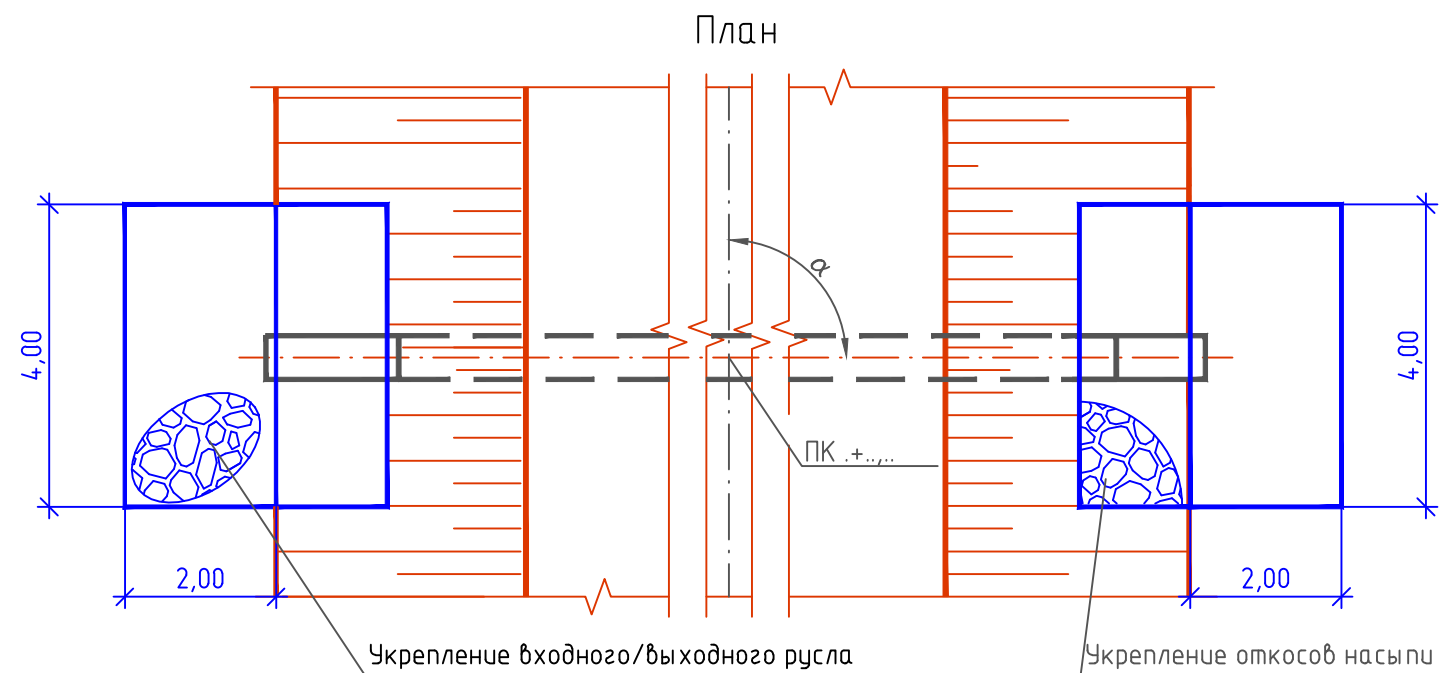 План
α
4,00
4,00
ПК .+..,..
2,00
2,00
Укрепление входного/выходного русла
Укрепление откосов насыпи